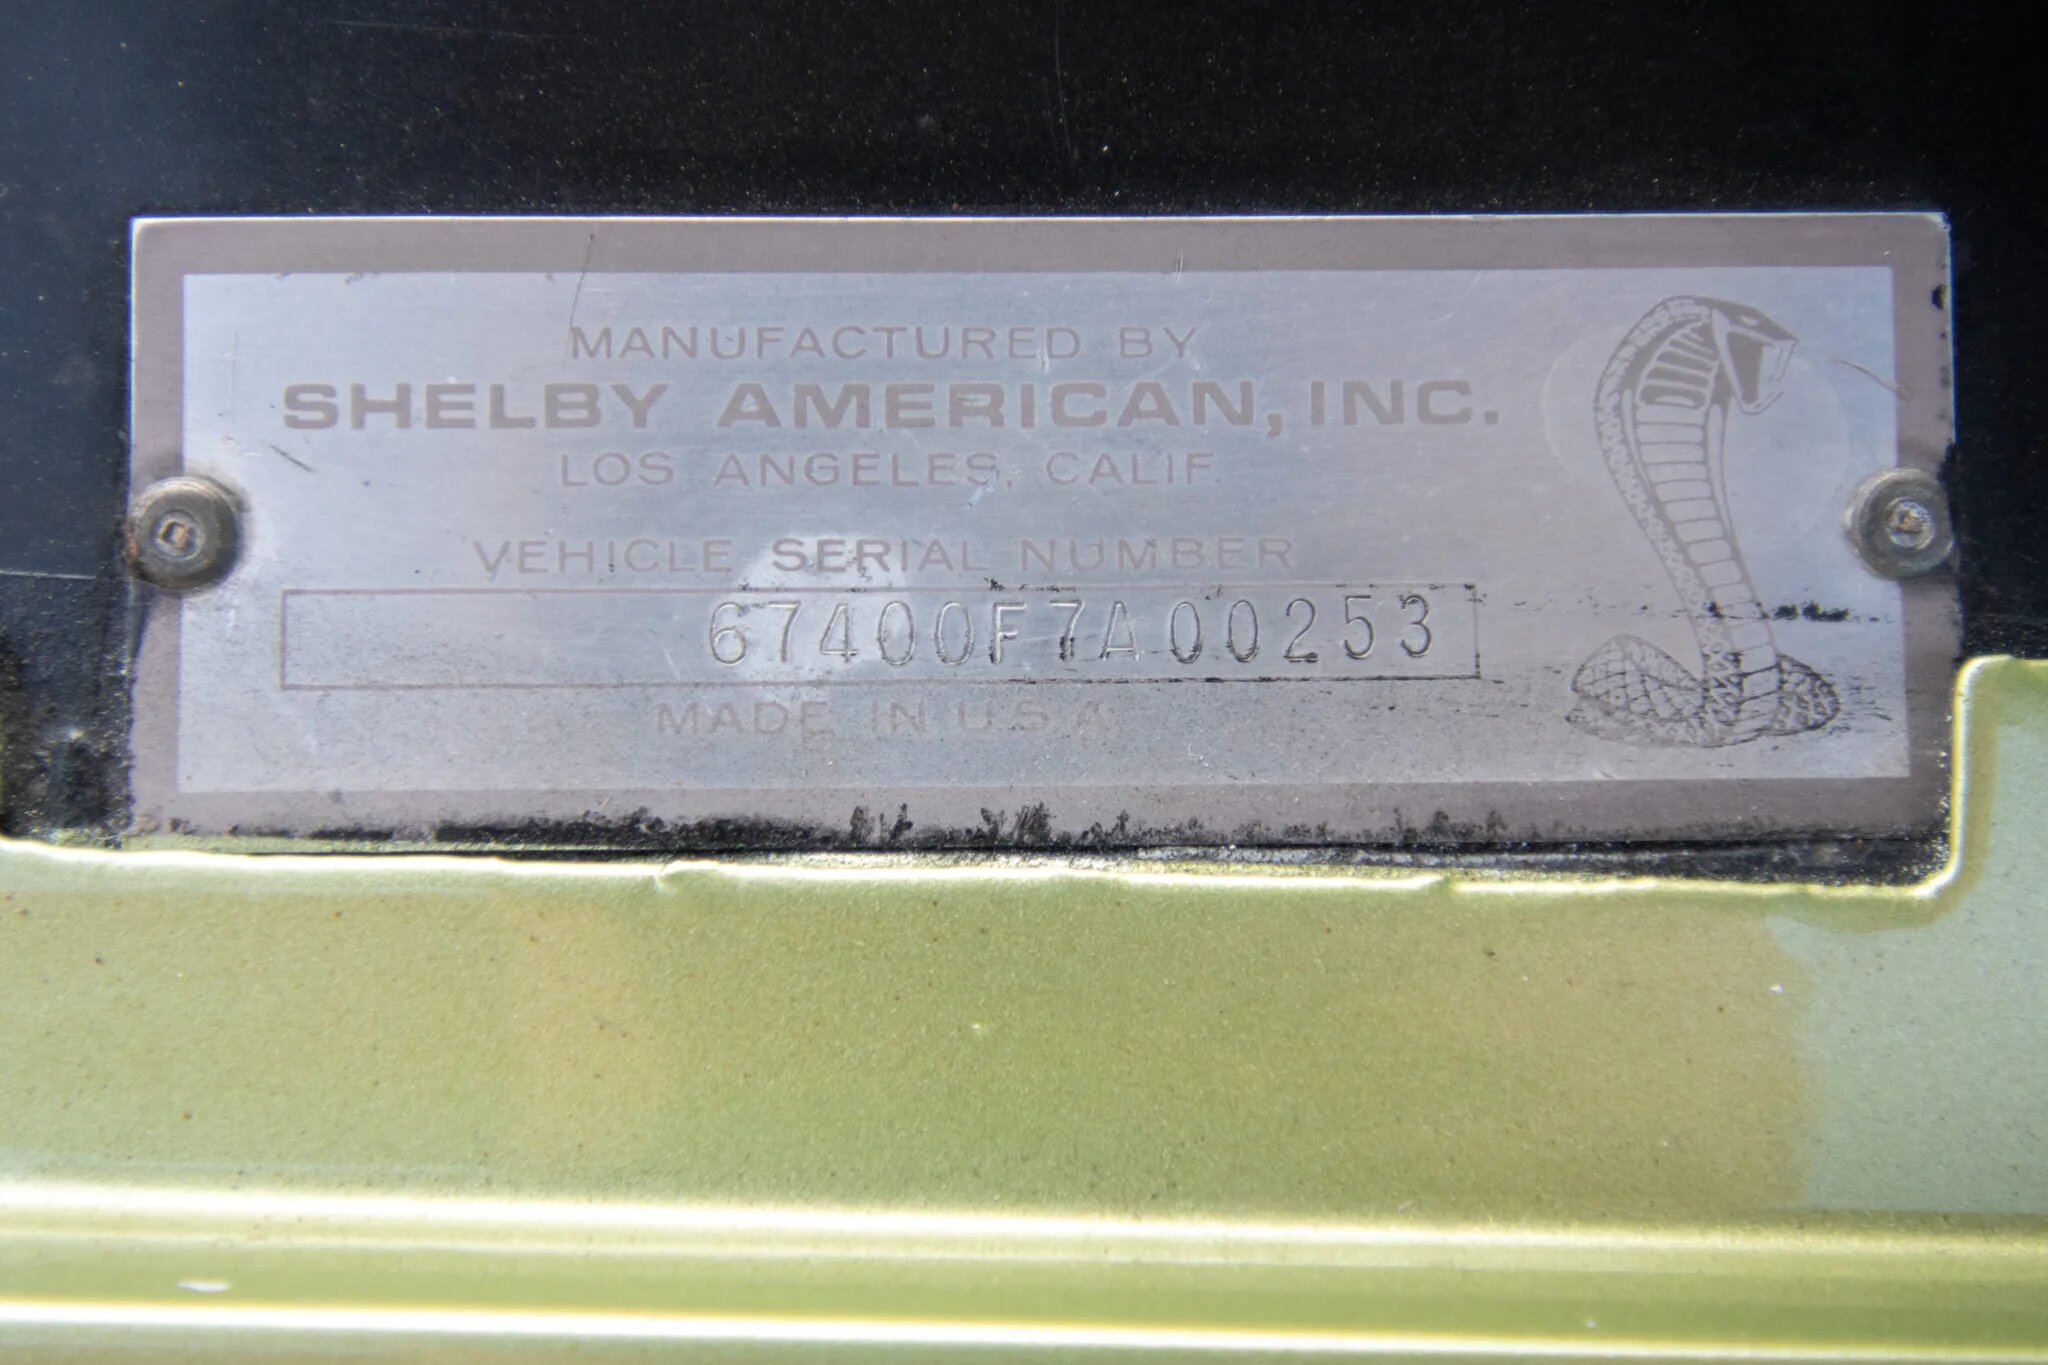 MANUFACTURED BY
SHELBY AMERICAN, INC.
LOS ANGELES, CALIF.
VEHICLE SERIAL NUMBER
67400F7A00253
MADE IN U.S.A.